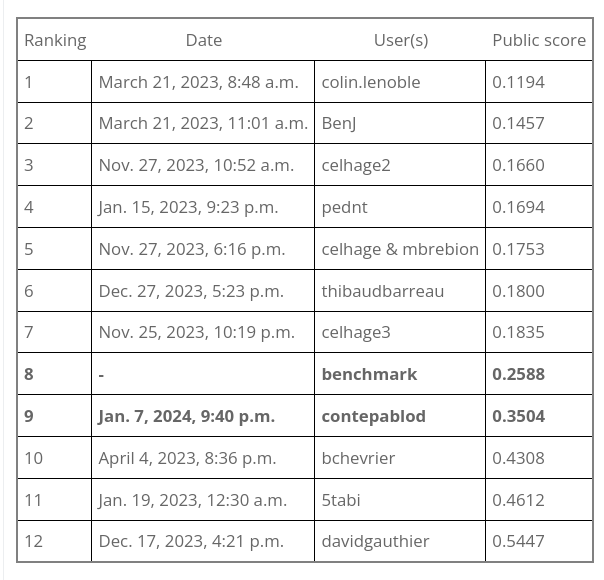 Ranking Date User(s) Public score
1 March 21, 2023, 8:48 a.m. colin.lenoble 0.1194
2 March 21, 2023, 11:01 a.m. BenJ 0.1457
3 Nov. 27, 2023, 10:52 a.m. celhage2 0.1660
4 Jan. 15, 2023, 9:23 p.m. pednt 0.1694
5 Nov. 27, 2023, 6:16 p.m. celhage & mbrebion 0.1753
6 Dec. 27, 2023, 5:23 p.m. thibaudbarreau 0.1800
7 Nov. 25, 2023, 10:19 p.m. celhage3 0.1835
8 - benchmark 0.2588
9 Jan. 7, 2024, 9:40 p.m. contepablod 0.3504
10 April 4, 2023, 8:36 p.m. bchevrier 0.4308
11 Jan. 19, 2023, 12:30 a.m. 5tabi 0.4612
12 Dec. 17, 2023, 4:21 p.m. davidgauthier 0.5447